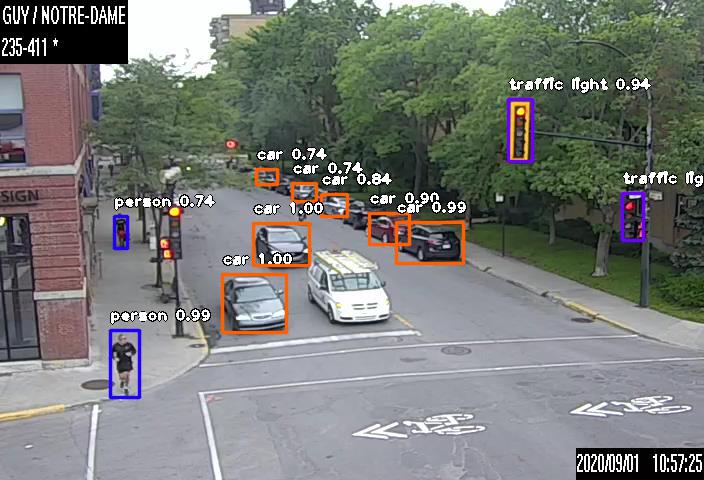 GUY / NOTRE-DAME
235-411 *
traffic light 0.94
car 0.74
car 0.74
car 0.84
traffic lig
person 0.74
car 1.00
car 0.90
car 0.99
SIGN
car 1.00
person 0.99
2020/09/01 10:57:25